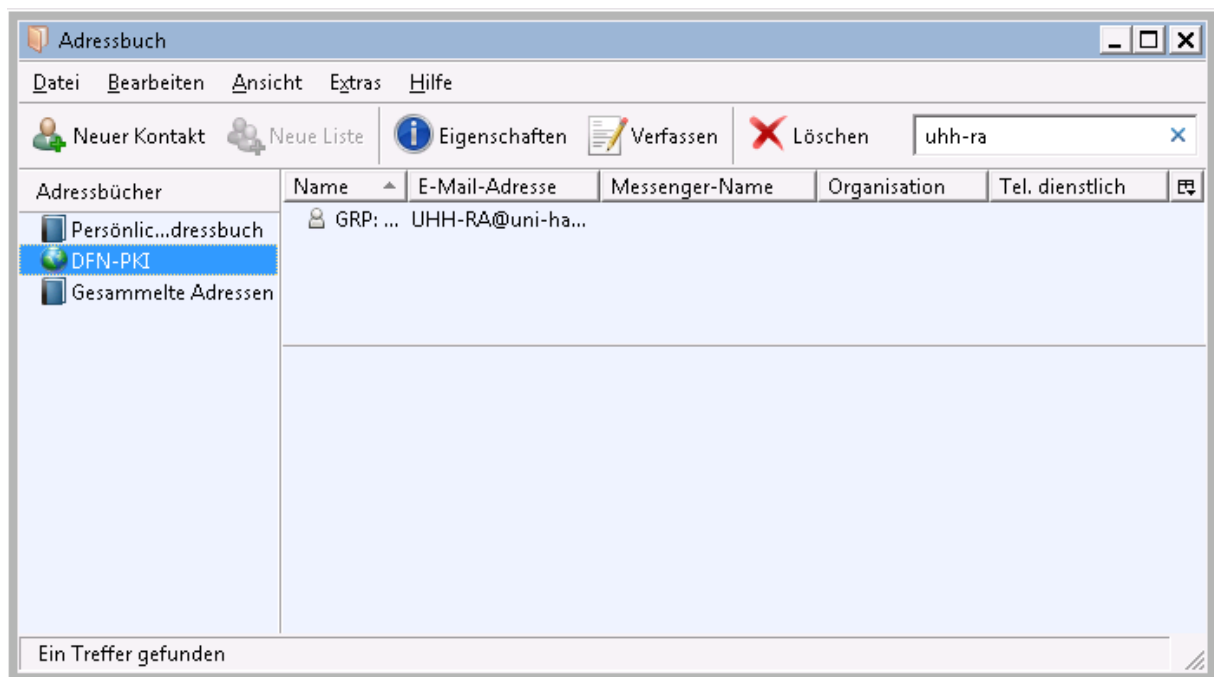 Adressbuch
Datei Bearbeiten Ansicht Extras Hilfe
Neuer Kontakt Neue Liste Eigenschaften Verfassen Löschen uhh-ra
Adressbücher
Persönlic...dressbuch
DFN-PKI
Gesammelte Adressen
Name E-Mail-Adresse Messenger-Name Organisation Tel. dienstlich
GRP: ... UHH-RA@uni-ha...
Ein Treffer gefunden